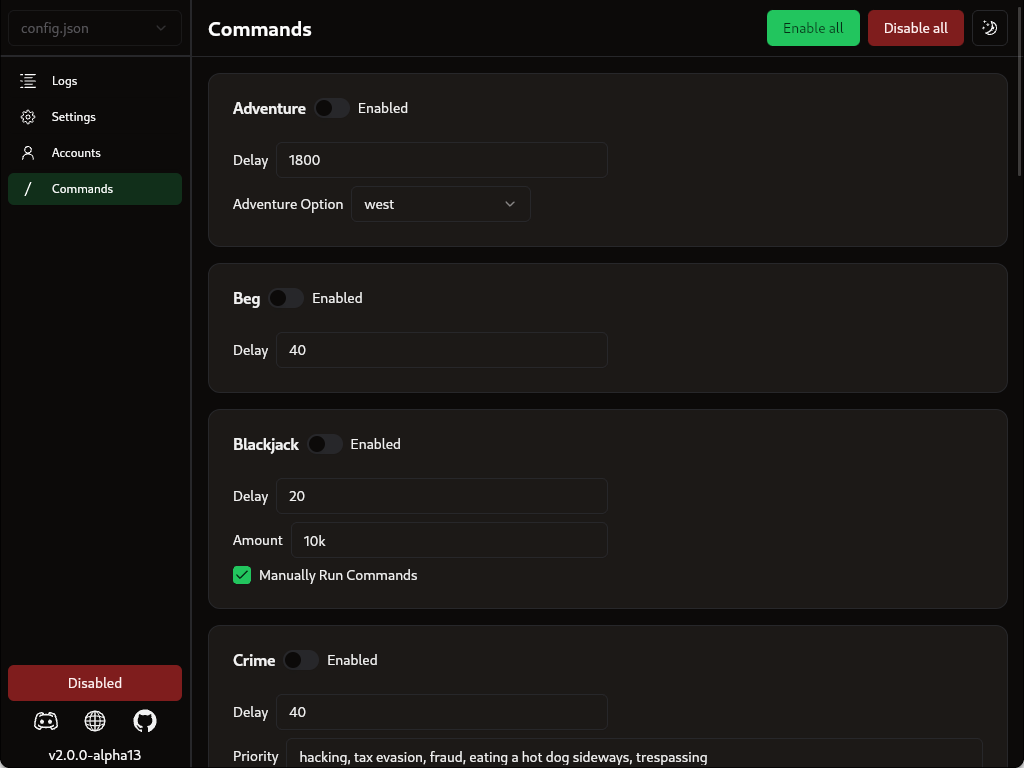 config.json
Logs
Settings
Accounts
/ Commands
Disabled
v2.0.0-alpha13
Commands
Enable all
Disable all
Adventure Enabled
Delay 1800
Adventure Option west
Beg Enabled
Delay 40
Blackjack Enabled
Delay 20
Amount 10k
Manually Run Commands
Crime Enabled
Delay 40
Priority hacking, tax evasion, fraud, eating a hot dog sideways, trespassing